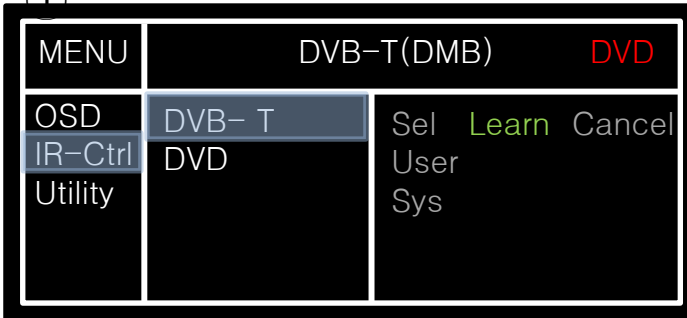 MENU DVB-T(DMB) DVD
OSD DVB- T Sel Learn Cancel
IR-Ctrl DVD User
Utility Sys